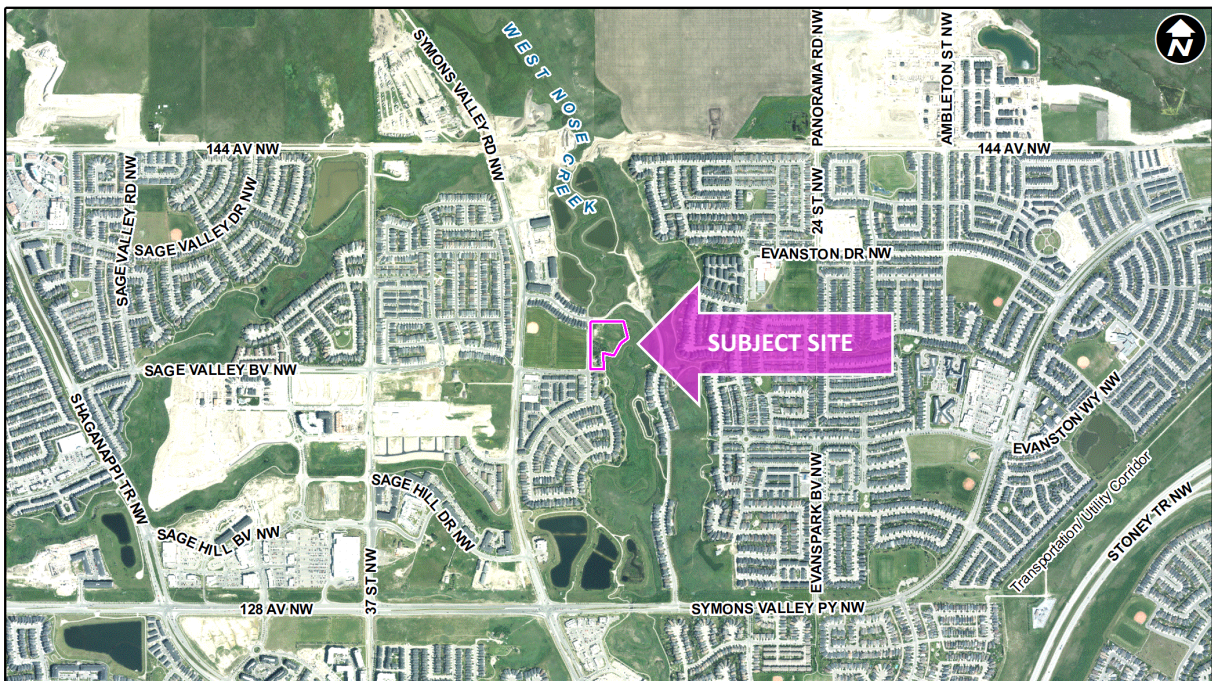 N
WEST NOSE CREEK
SYMONS VALLEY RD NW
PANORAMA RD NW
AMBLETON ST NW
144 AV NW
144 AV NW
SAGE VALLEY RD NW
SAGE VALLEY DR NW
24 ST NW
EVANSTON DR NW
SUBJECT SITE
SAGE VALLEY BV NW
SHAGANAPPI TR NW
EVANSTON WY NW
SAGE HILL DR NW
SAGE HILL BV NW
37 ST NW
EVANSPARK BV NW
Transportation/ Utility Corridor
STONEY TR NW
128 AV NW
SYMONS VALLEY PY NW